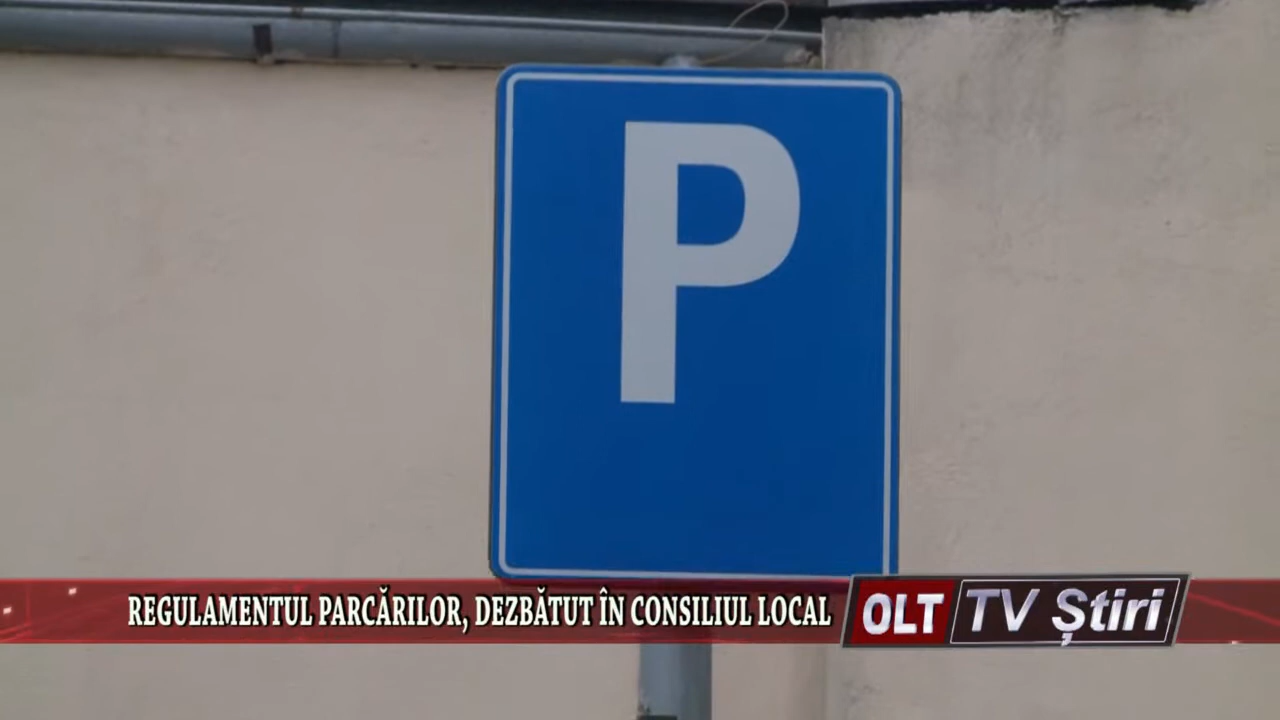 P
REGULAMENTUL PARCĂRILOR, DEZBĂTUT ÎN CONSILIUL LOCAL
OLT TV Știri